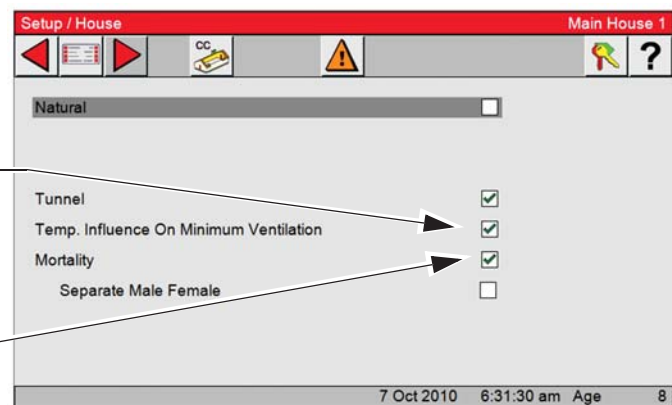 Setup / House Main House 1
CC ?
Natural
Tunnel
Temp. Influence On Minimum Ventilation
Mortality
Separate Male Female
7 Oct 2010 6:31:30 am Age 8